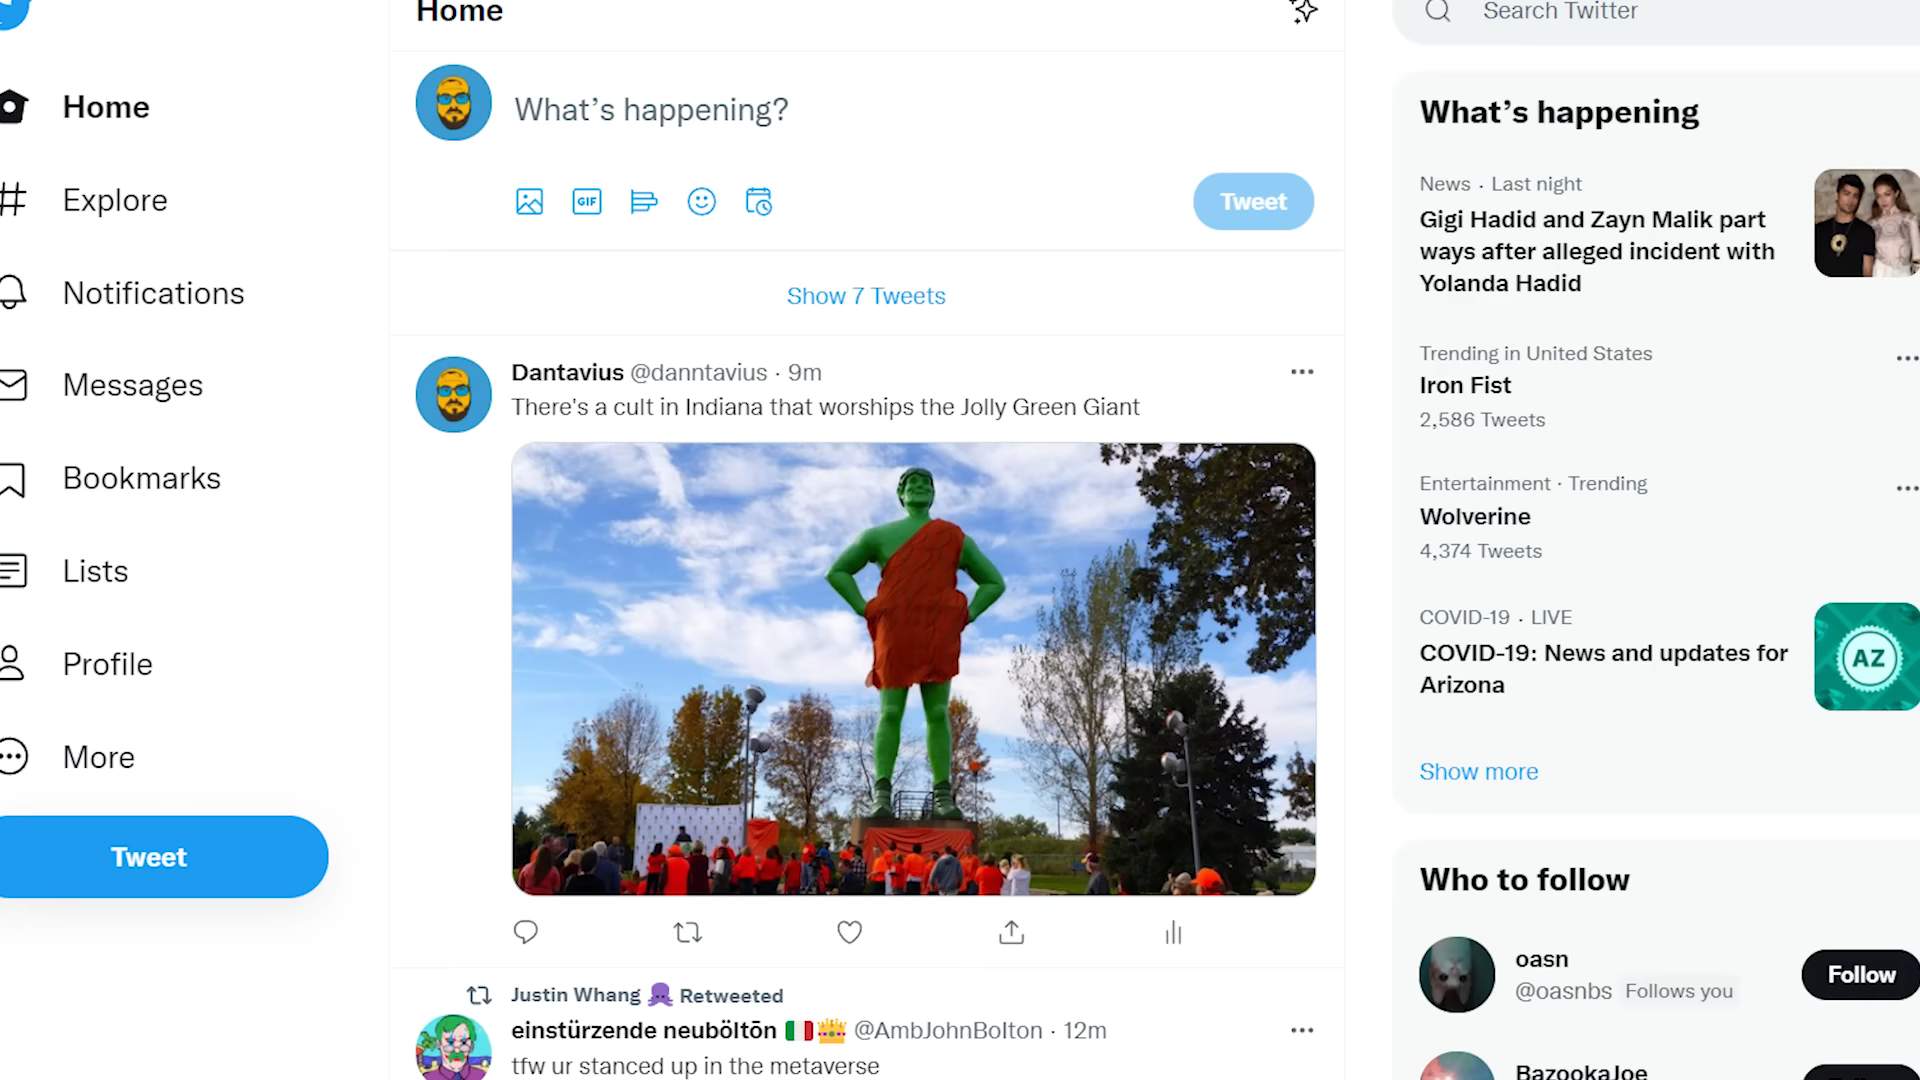 Home
Explore
Notifications
Messages
Bookmarks
Lists
Profile
More
Tweet
Home
What’s happening?
GIF
Tweet
Show 7 Tweets
Dantavius @danntavius · 9m
There's a cult in Indiana that worships the Jolly Green Giant
Justin Whang 🐙 Retweeted
einstürzende neuböltōn 🇮🇹👑 @AmbJohnBolton · 12m
tfw ur stanced up in the metaverse
Search Twitter
What’s happening
News · Last night
Gigi Hadid and Zayn Malik part
ways after alleged incident with
Yolanda Hadid
Trending in United States
Iron Fist
2,586 Tweets
Entertainment · Trending
Wolverine
4,374 Tweets
COVID-19 · LIVE
COVID-19: News and updates for
Arizona
AZ
Show more
Who to follow
oasn
@oasnbs Follows you
Follow
BazookaJoe